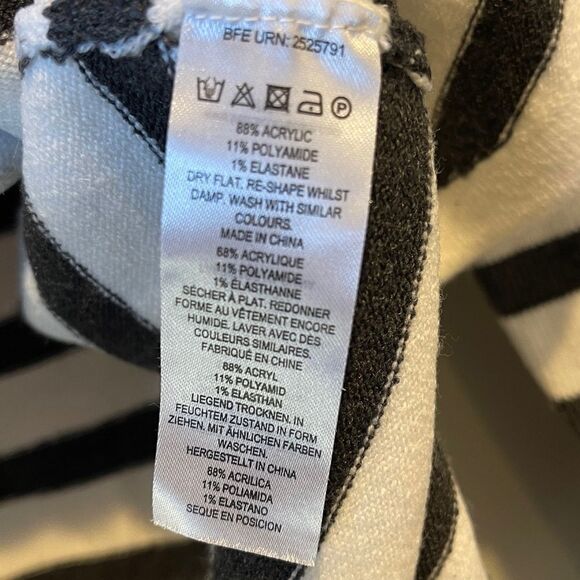 BFE URN: 2525791
P
88% ACRYLIC
11% POLYAMIDE
1% ELASTANE
DRY FLAT. RE-SHAPE WHILST
DAMP. WASH WITH SIMILAR
COLOURS.
MADE IN CHINA
88% ACRYLIQUE
11% POLYAMIDE
1% ÉLASTHANNE
SÉCHER À PLAT. REDONNER
FORME AU VÊTEMENT ENCORE
HUMIDE. LAVER AVEC DES
COULEURS SIMILAIRES.
FABRIQUÉ EN CHINE
88% ACRYL
11% POLYAMID
1% ELASTHAN
LIEGEND TROCKNEN. IN
FEUCHTEM ZUSTAND IN FORM
ZIEHEN. MIT ÄHNLICHEN FARBEN
WASCHEN.
HERGESTELLT IN CHINA
88% ACRILICA
11% POLIAMIDA
1% ELASTANO
SEQUE EN POSICION